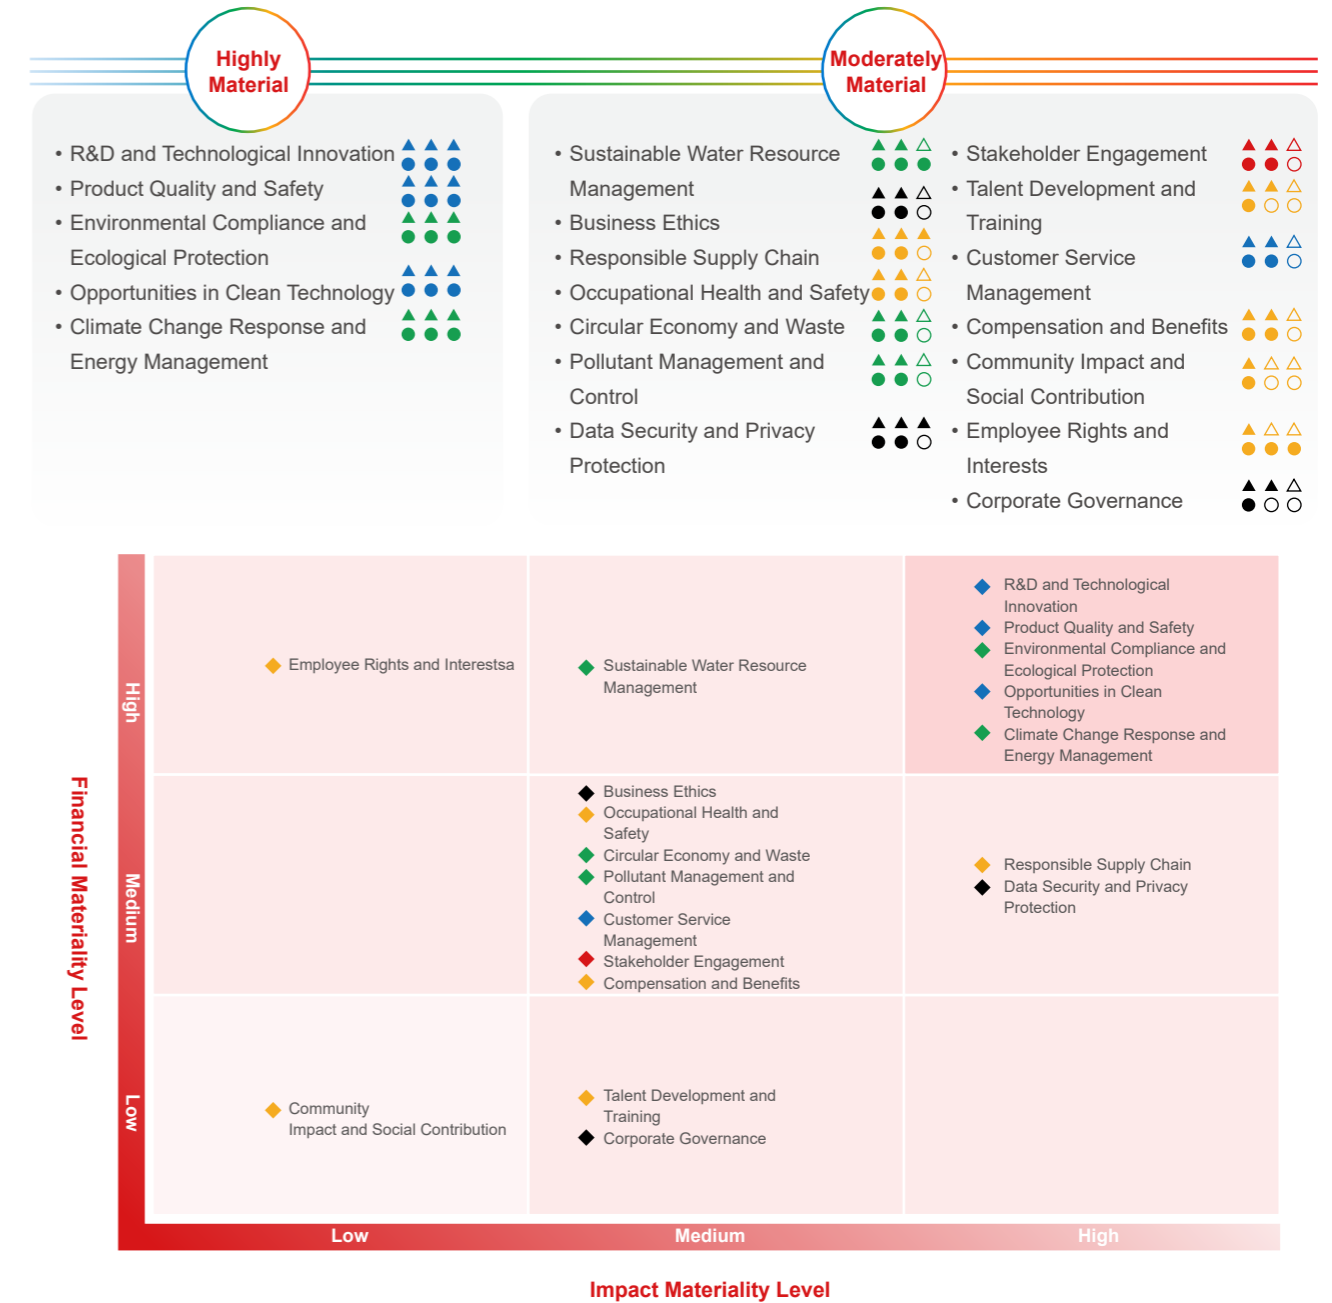 Highly
Material
Moderately
Material
• R&D and Technological Innovation
• Product Quality and Safety
• Environmental Compliance and
Ecological Protection
• Opportunities in Clean Technology
• Climate Change Response and
Energy Management
• Sustainable Water Resource
Management
• Business Ethics
• Responsible Supply Chain
• Occupational Health and Safety
• Circular Economy and Waste
• Pollutant Management and
Control
• Data Security and Privacy
Protection
• Stakeholder Engagement
• Talent Development and
Training
• Customer Service
Management
• Compensation and Benefits
• Community Impact and
Social Contribution
• Employee Rights and
Interests
• Corporate Governance
Financial Materiality Level
High
Medium
Low
Employee Rights and Interestsa
Sustainable Water Resource
Management
R&D and Technological
Innovation
Product Quality and Safety
Environmental Compliance and
Ecological Protection
Opportunities in Clean
Technology
Climate Change Response and
Energy Management
Business Ethics
Occupational Health and
Safety
Circular Economy and Waste
Pollutant Management and
Control
Customer Service
Management
Stakeholder Engagement
Compensation and Benefits
Responsible Supply Chain
Data Security and Privacy
Protection
Community
Impact and Social Contribution
Talent Development and
Training
Corporate Governance
Low
Medium
High
Impact Materiality Level